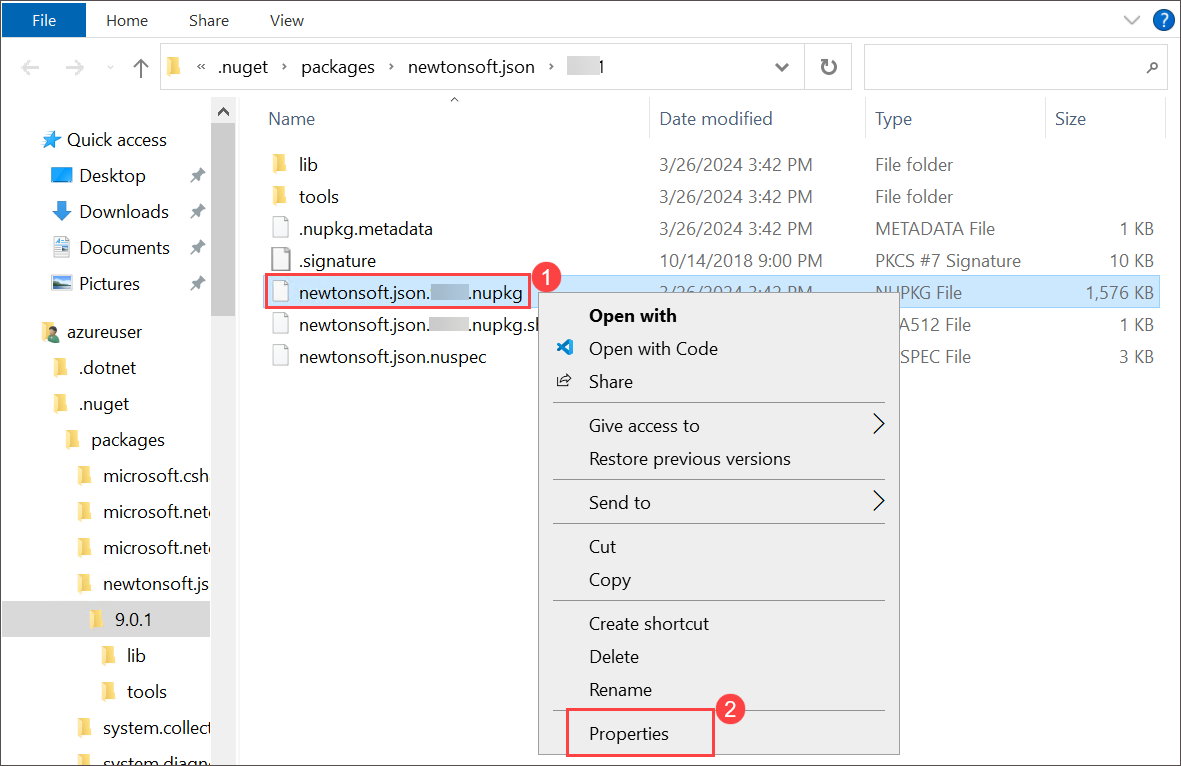 File Home Share View ?
« .nuget › packages › newtonsoft.json › 1
Name Date modified Type Size
Quick access
Desktop
Downloads
Documents
Pictures
azureuser
.dotnet
.nuget
packages
microsoft.csh
microsoft.net
microsoft.net
newtonsoft.js
9.0.1
lib
tools
system.collect
system.diagn
lib 3/26/2024 3:42 PM File folder
tools 3/26/2024 3:42 PM File folder
.nupkg.metadata 3/26/2024 3:42 PM METADATA File 1 KB
.signature 10/14/2018 9:00 PM PKCS #7 Signature 10 KB
newtonsoft.json. .nupkg 1 3/26/2024 3:42 PM NUPKG File 1,576 KB
newtonsoft.json. .nupkg.sh A512 File 1 KB
newtonsoft.json.nuspec SPEC File 3 KB
Open with
Open with Code
Share
Give access to
Restore previous versions
Send to
Cut
Copy
Create shortcut
Delete
Rename
2
Properties